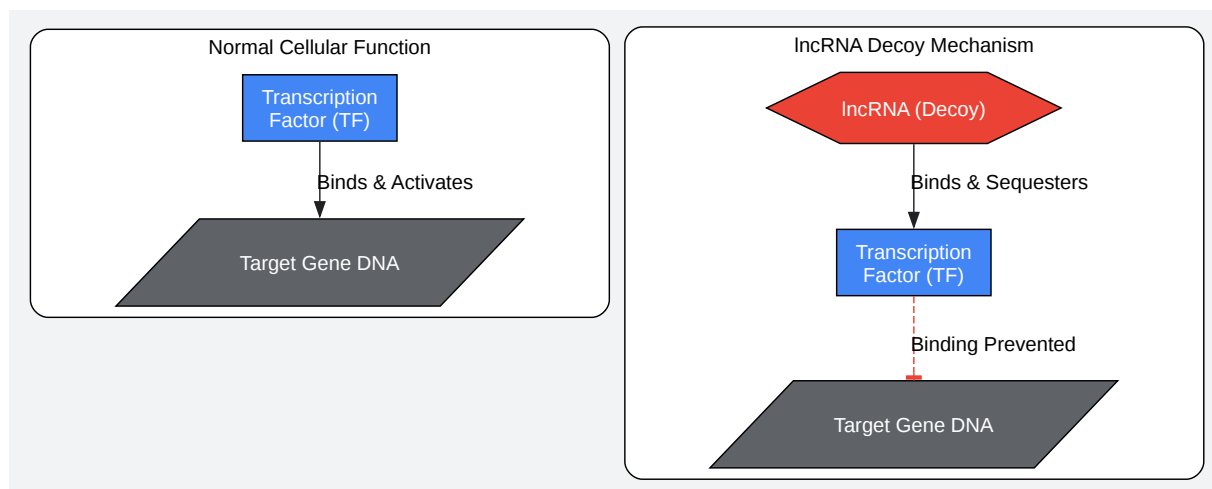 Normal Cellular Function
Transcription
Factor (TF)
Binds & Activates
Target Gene DNA
lncRNA Decoy Mechanism
lncRNA (Decoy)
Binds & Sequesters
Transcription
Factor (TF)
Binding Prevented
Target Gene DNA